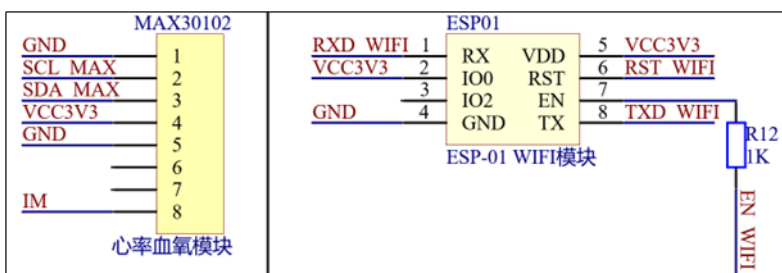 MAX30102
GND 1
SCL_MAX 2
SDA_MAX 3
VCC3V3 4
GND 5
6
7
IM 8
心率血氧模块
ESP01
RXD_WIFI 1 RX VDD 5 VCC3V3
VCC3V3 2 IO0 RST 6 RST_WIFI
3 IO2 EN 7
GND 4 GND TX 8 TXD_WIFI
ESP-01 WIFI模块
R12
1K
EN_WIFI